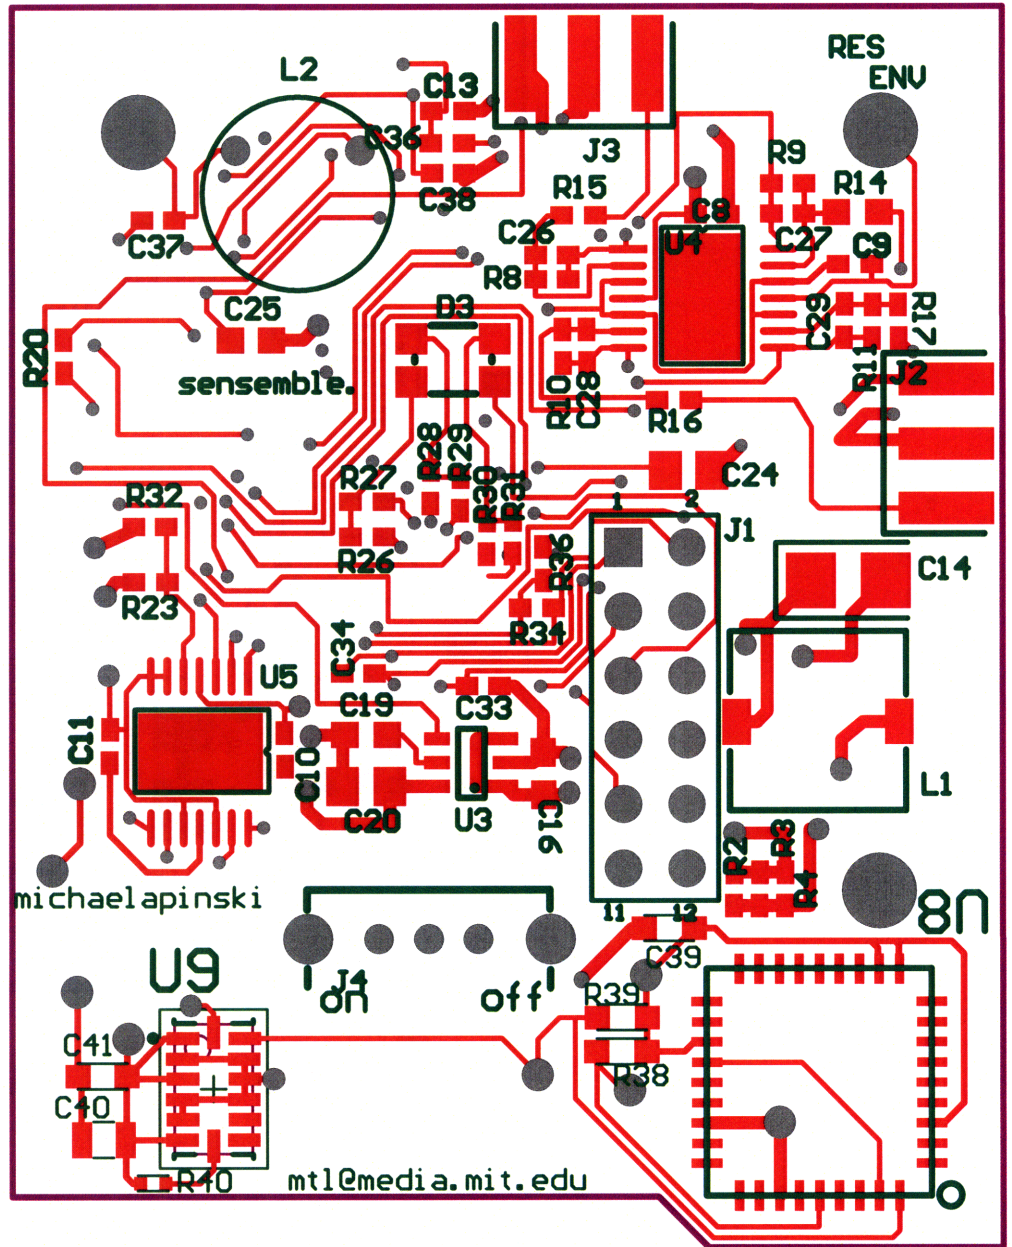 RES
ENV
L2
C13
C36
J3
R9
R15
R14
C38
C8
C37
C26
U4
C27
C9
R8
C25
D3
C29
R17
R20
R11
J2
sensemble.
R10
C28
R16
R28
R29
R27
C24
R30
R31
R32
1
2
J1
R26
R36
C14
R23
R34
C34
U5
C19
C33
C11
C10
L1
C20
U3
C16
R2
R3
R4
michaelapinski
11
12
U8
C39
U9
J4
on
off
R39
C41
R38
C40
R40
mtl@media.mit.edu